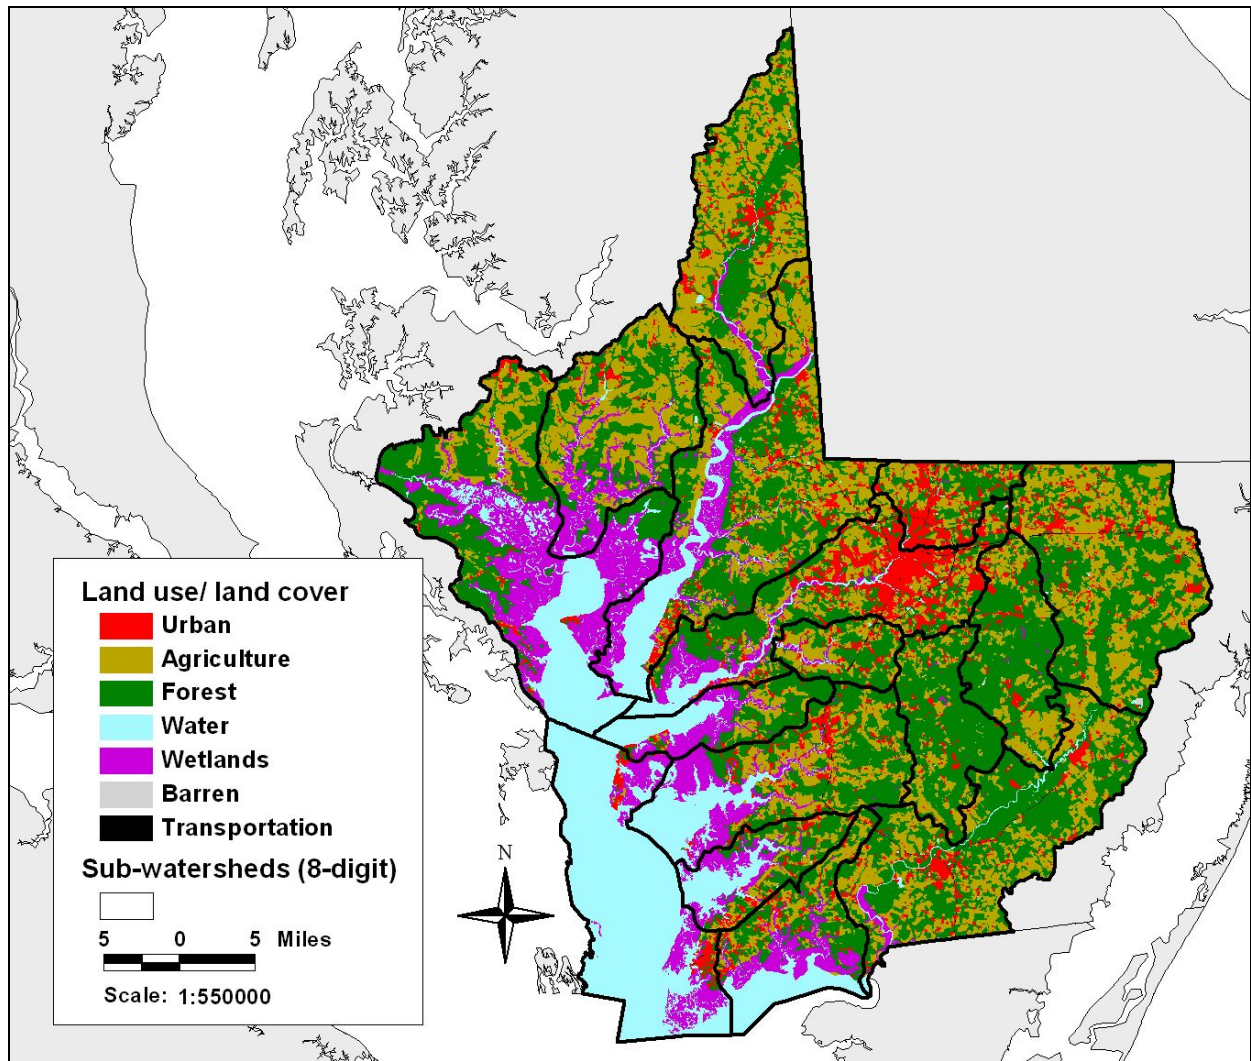 Land use/ land cover
Urban
Agriculture
Forest
Water
Wetlands
Barren
Transportation
Sub-watersheds (8-digit)
5 0 5 Miles
Scale: 1:550000
N